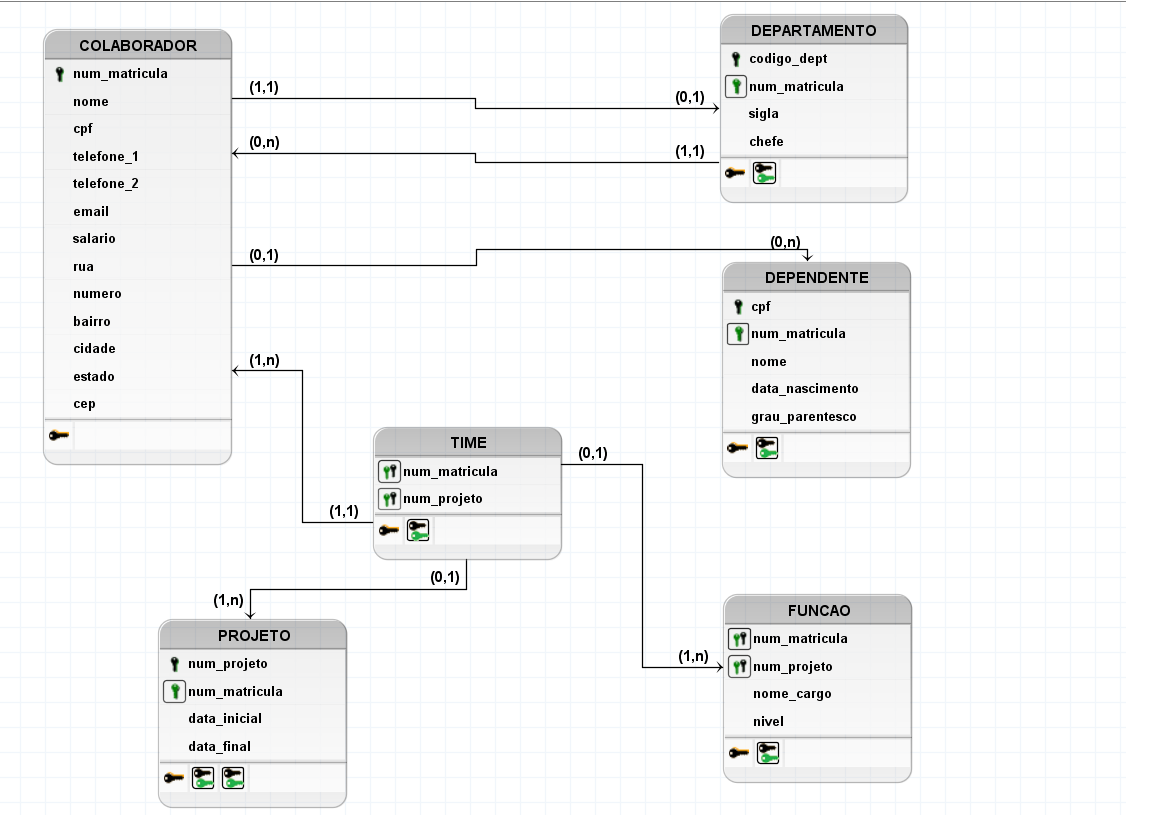 COLABORADOR
num_matricula
nome
cpf
telefone_1
telefone_2
email
salario
rua
numero
bairro
cidade
estado
cep
(1,1)
(0,1)
(0,n)
(1,1)
(0,1)
(0,n)
(1,n)
(1,1)
DEPARTAMENTO
codigo_dept
num_matricula
sigla
chefe
DEPENDENTE
cpf
num_matricula
nome
data_nascimento
grau_parentesco
TIME
num_matricula
num_projeto
(0,1)
(1,n)
(0,1)
(1,n)
PROJETO
num_projeto
num_matricula
data_inicial
data_final
FUNCAO
num_matricula
num_projeto
nome_cargo
nivel